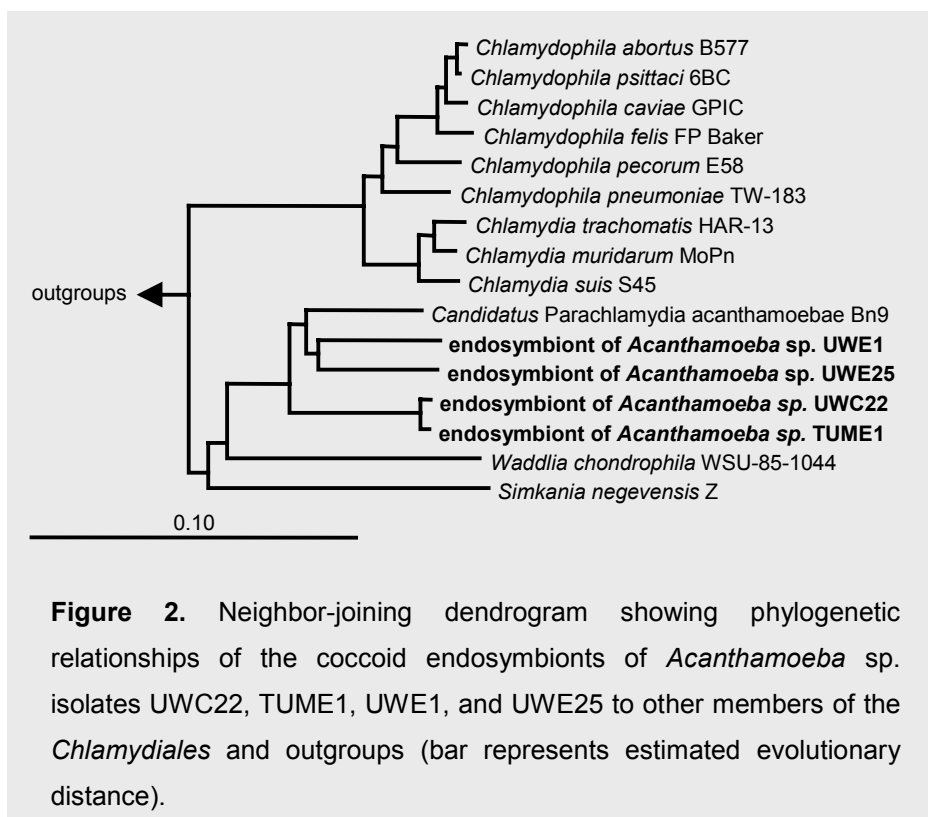 Chlamydophila abortus B577
Chlamydophila psittaci 6BC
Chlamydophila caviae GPIC
Chlamydophila felis FP Baker
Chlamydophila pecorum E58
Chlamydophila pneumoniae TW-183
Chlamydia trachomatis HAR-13
Chlamydia muridarum MoPn
Chlamydia suis S45
outgroups
Candidatus Parachlamydia acanthamoebae Bn9
endosymbiont of Acanthamoeba sp. UWE1
endosymbiont of Acanthamoeba sp. UWE25
endosymbiont of Acanthamoeba sp. UWC22
endosymbiont of Acanthamoeba sp. TUME1
Waddlia chondrophila WSU-85-1044
Simkania negevensis Z
0.10
Figure 2. Neighbor-joining dendrogram showing phylogenetic
relationships of the coccoid endosymbionts of Acanthamoeba sp.
isolates UWC22, TUME1, UWE1, and UWE25 to other members of the
Chlamydiales and outgroups (bar represents estimated evolutionary
distance).